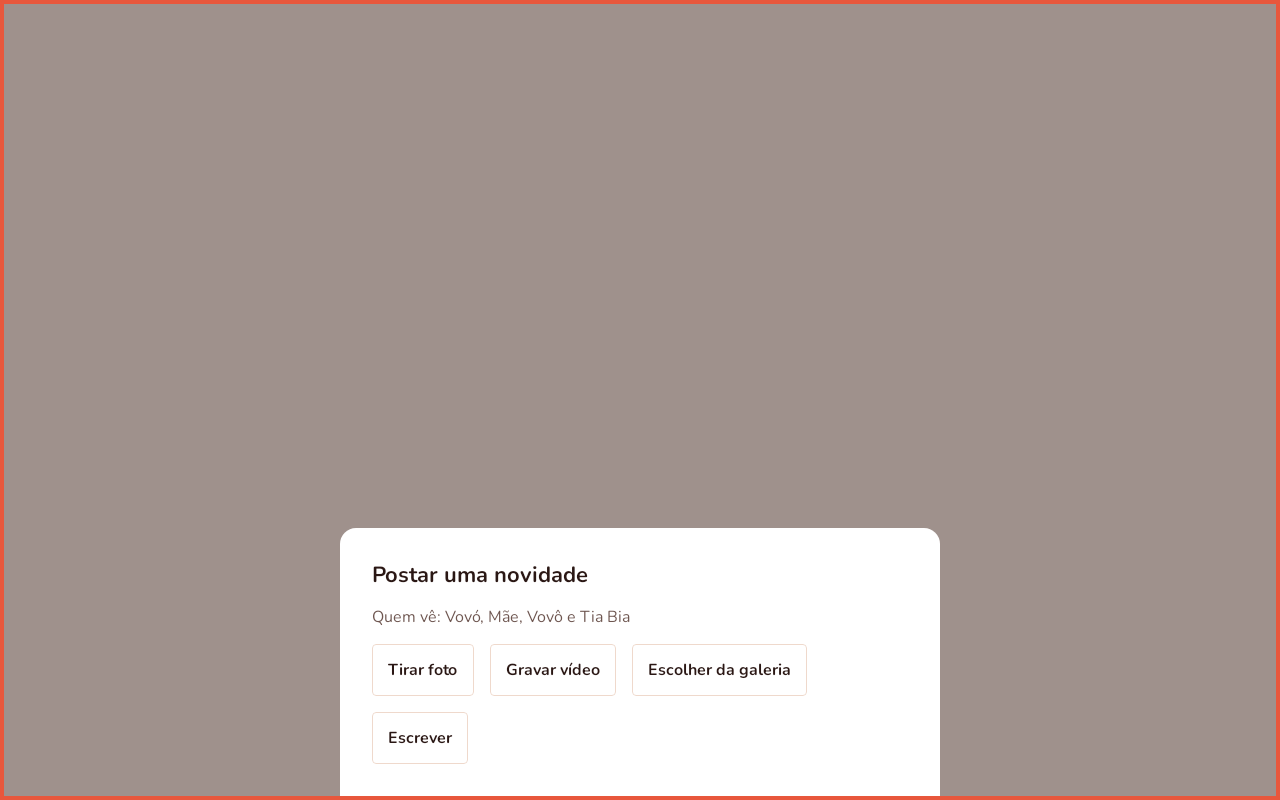 Postar uma novidade
Quem vê: Vovó, Mãe, Vovô e Tia Bia
Tirar foto
Gravar vídeo
Escolher da galeria
Escrever